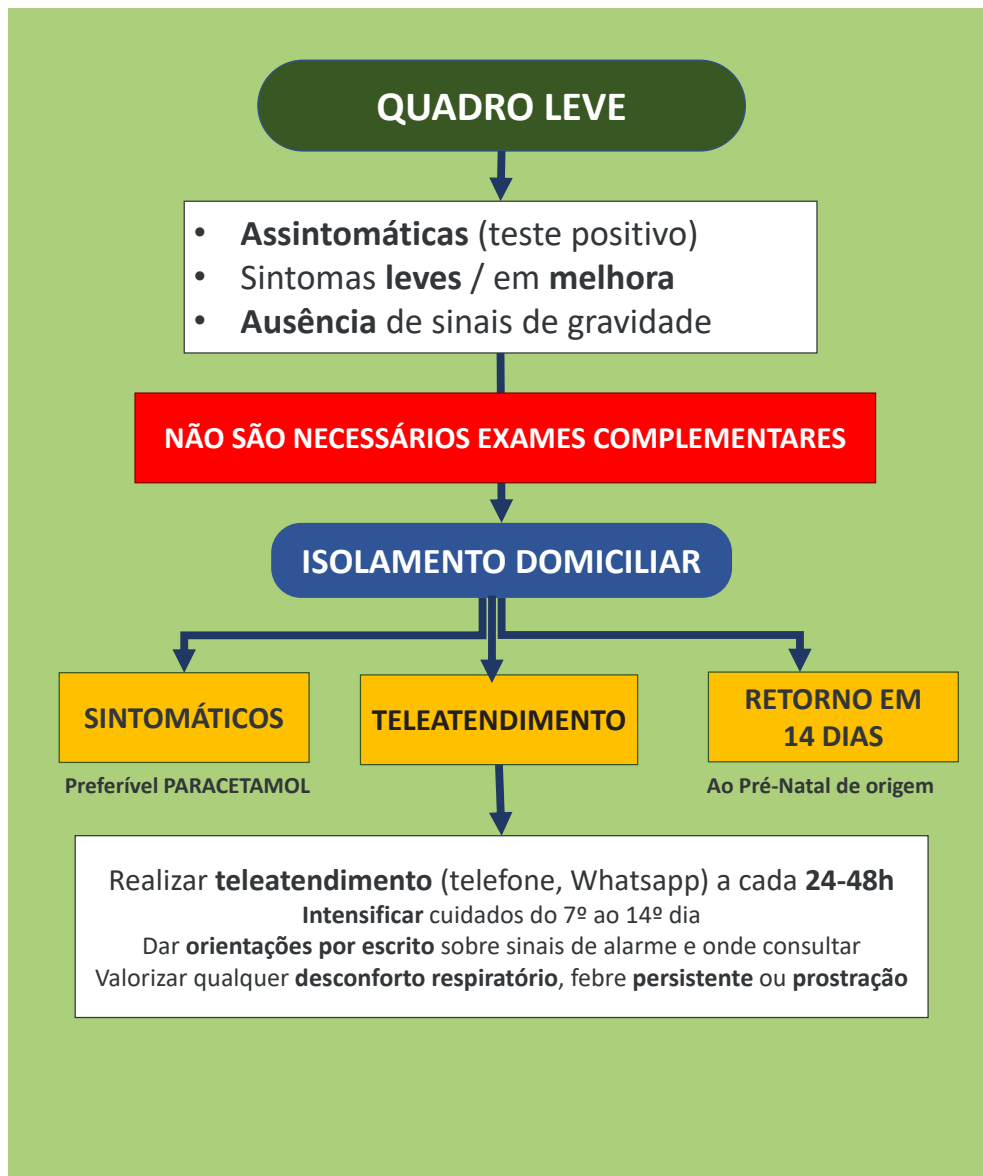 QUADRO LEVE
• Assintomáticas (teste positivo)
• Sintomas leves / em melhora
• Ausência de sinais de gravidade
NÃO SÃO NECESSÁRIOS EXAMES COMPLEMENTARES
ISOLAMENTO DOMICILIAR
SINTOMÁTICOS
Preferível PARACETAMOL
TELEATENDIMENTO
RETORNO EM
14 DIAS
Ao Pré-Natal de origem
Realizar teleatendimento (telefone, Whatsapp) a cada 24-48h
Intensificar cuidados do 7º ao 14º dia
Dar orientações por escrito sobre sinais de alarme e onde consultar
Valorizar qualquer desconforto respiratório, febre persistente ou prostração